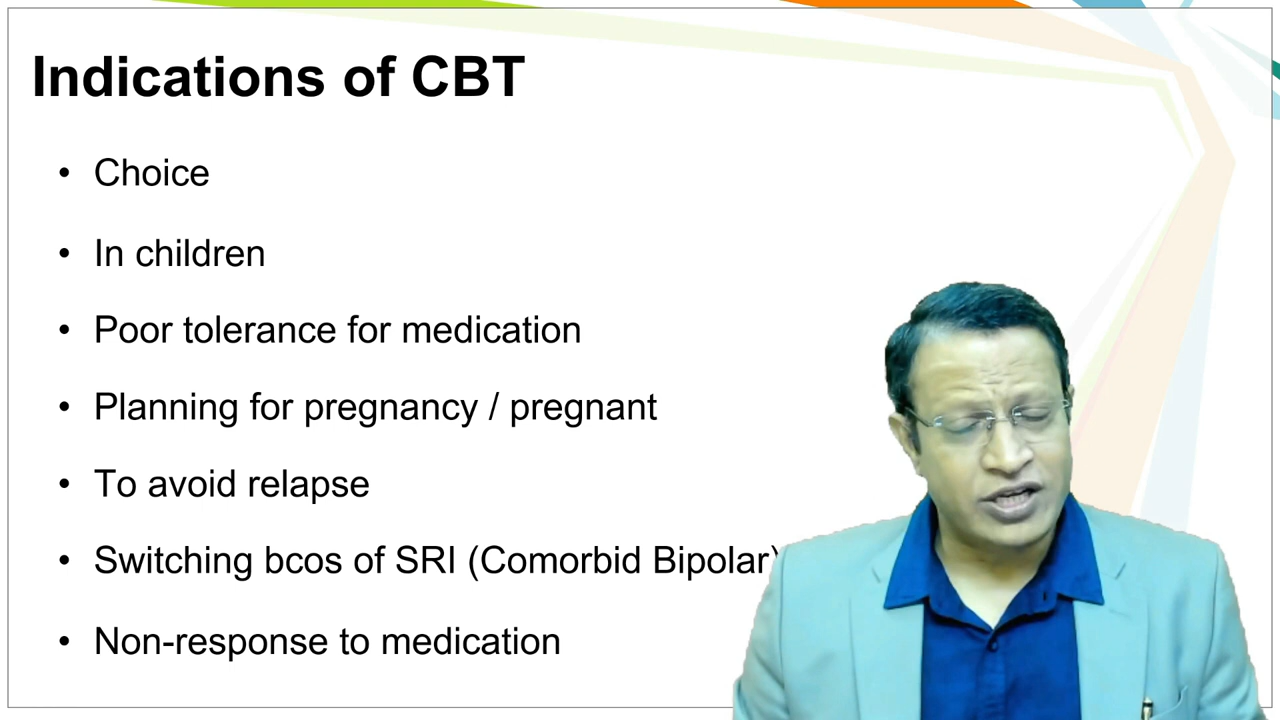 Indications of CBT
• Choice
• In children
• Poor tolerance for medication
• Planning for pregnancy / pregnant
• To avoid relapse
• Switching bcos of SRI (Comorbid Bipolar)
• Non-response to medication